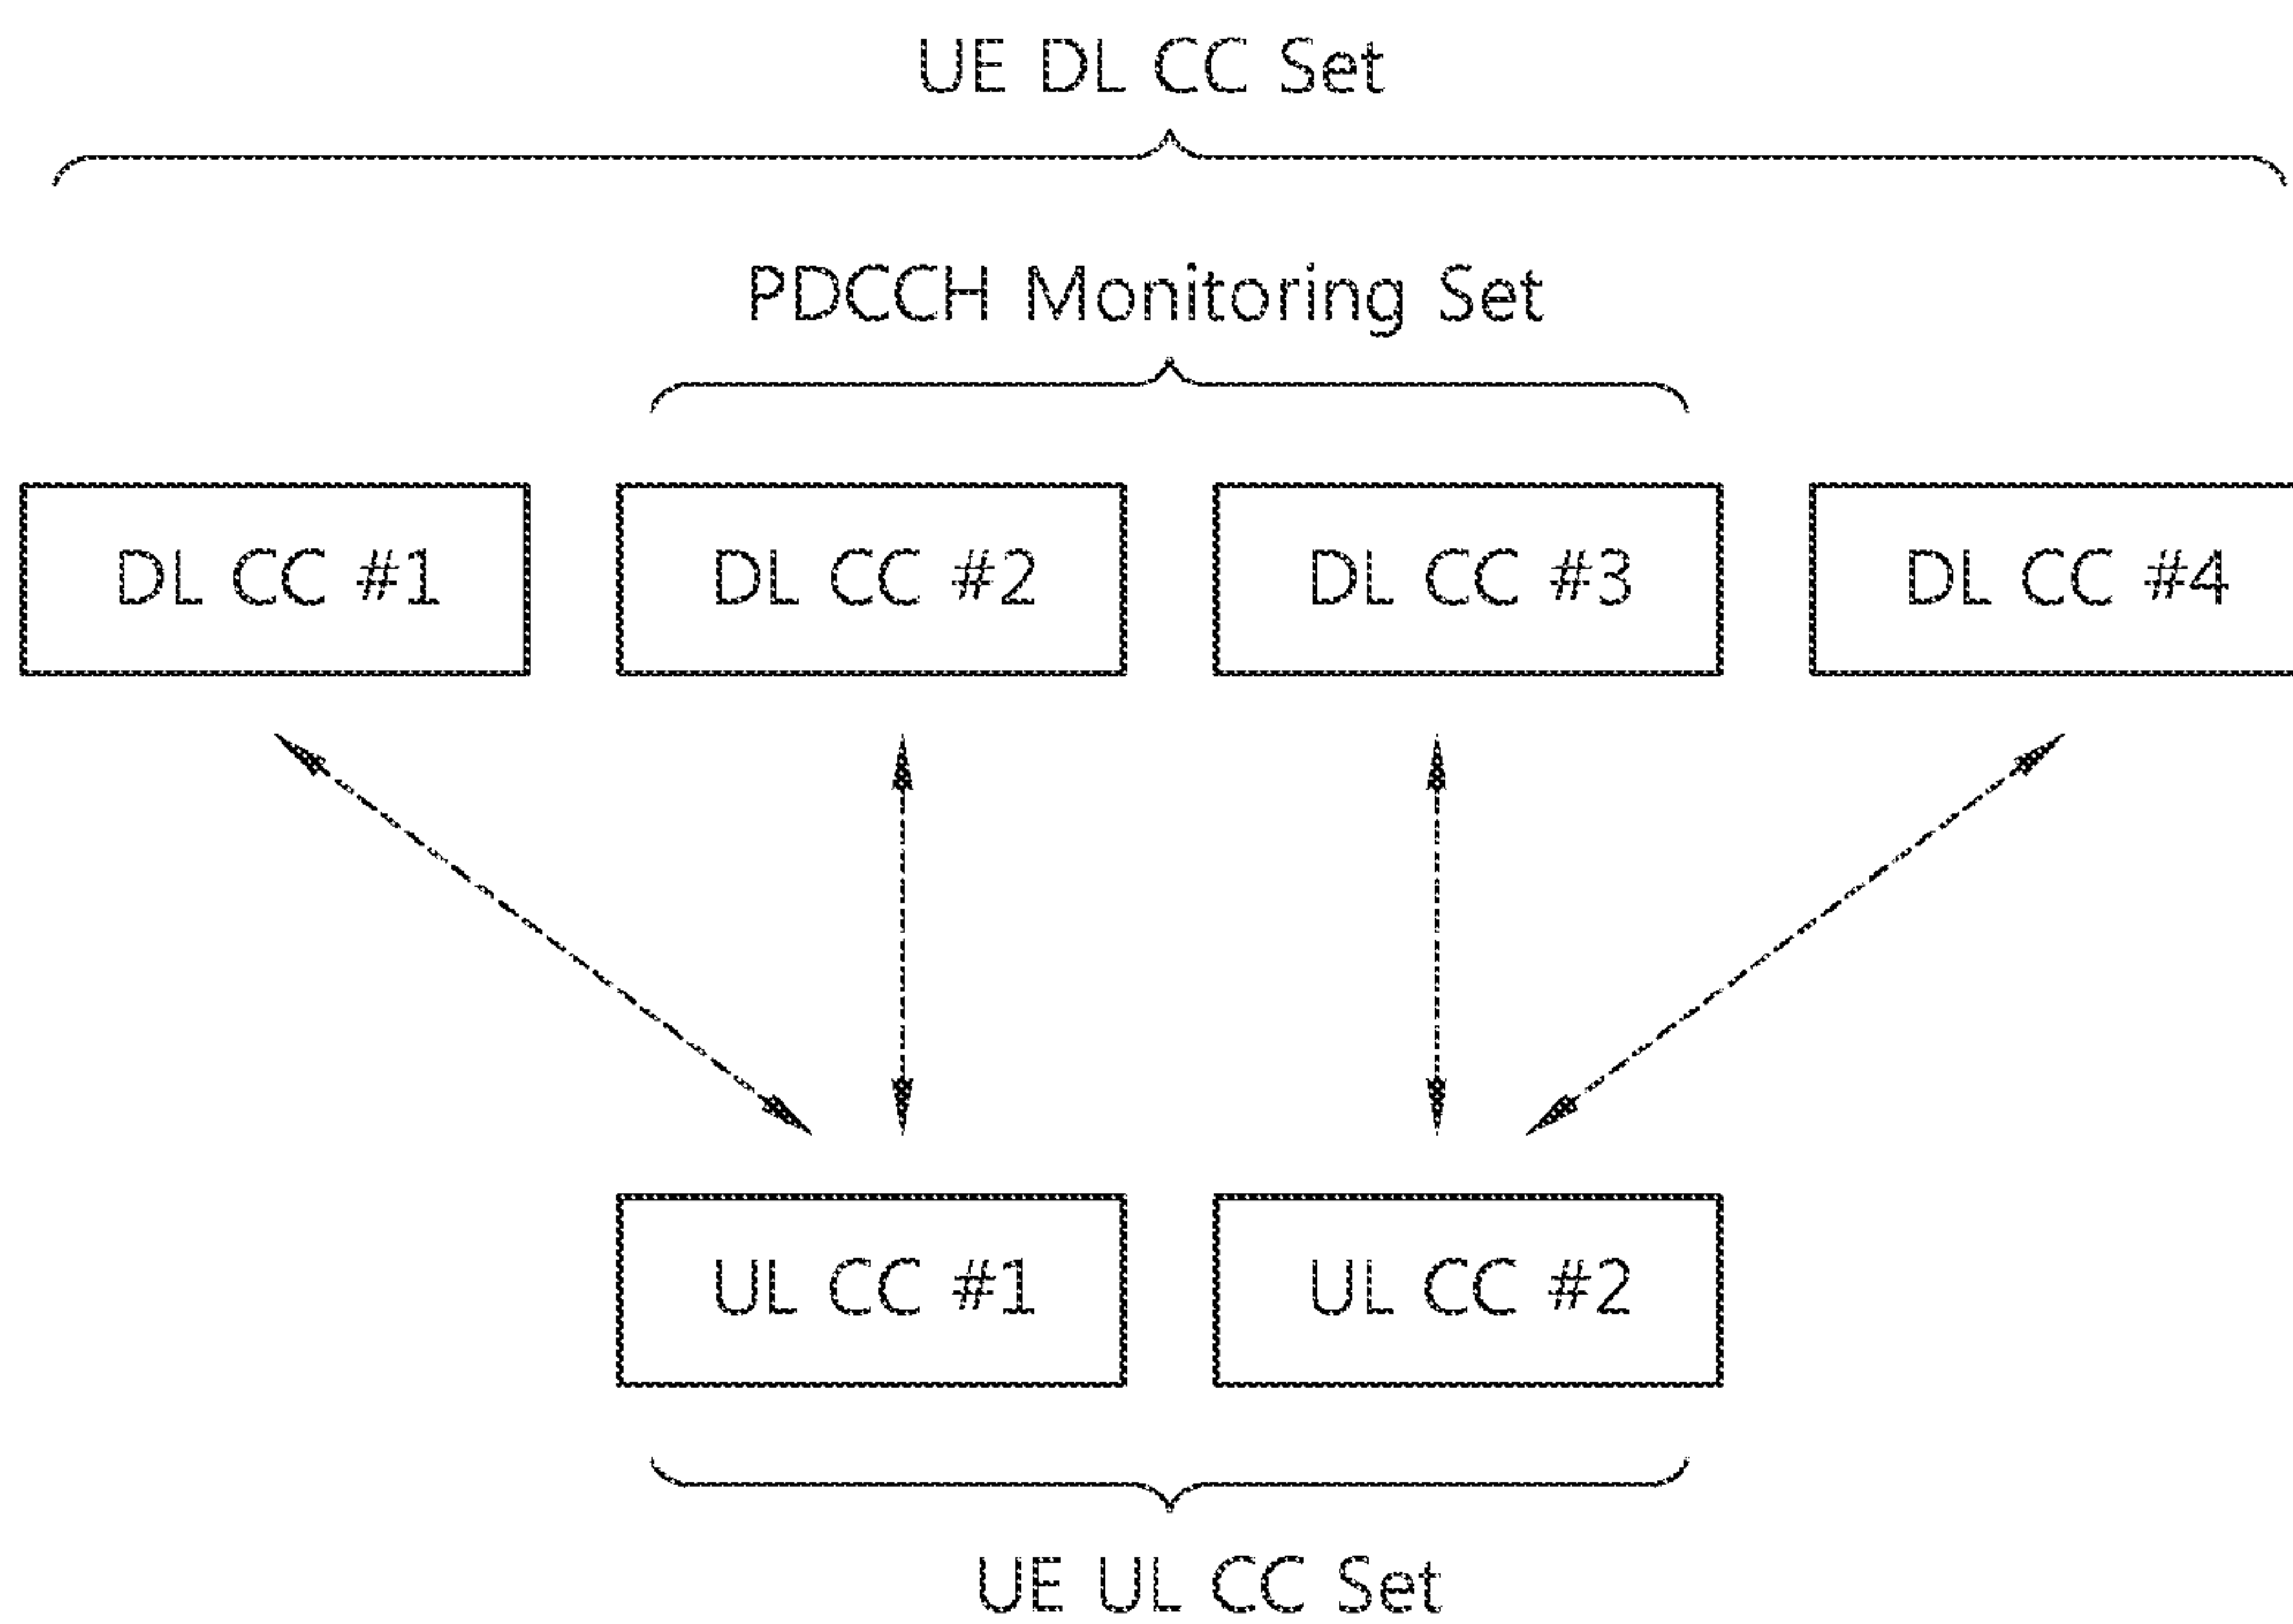 UE DL CC Set
PDCCH Monitoring Set
DL CC #1
DL CC #2
DL CC #3
DL CC #4
UL CC #1
UL CC #2
UE UL CC Set